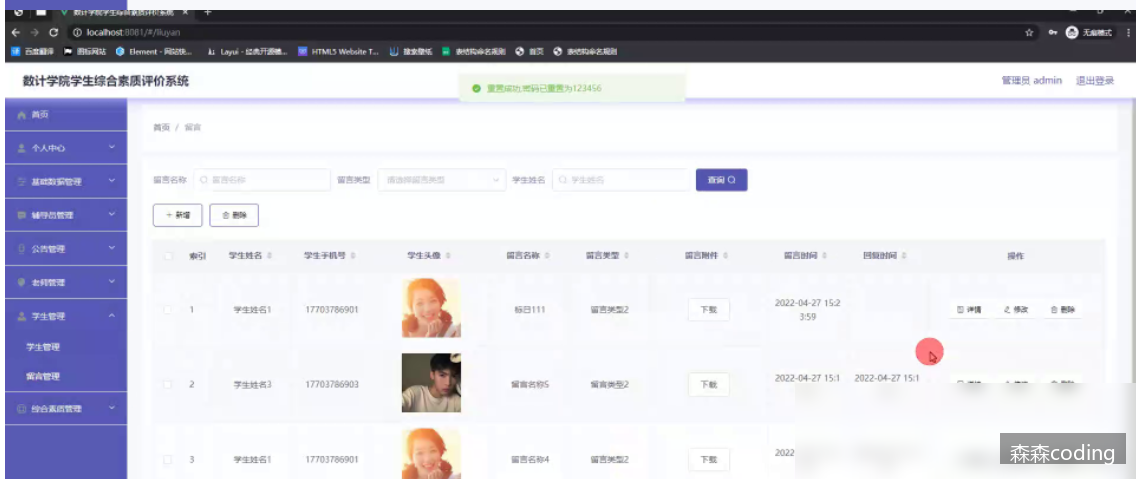 数计学院学生综合素质评价系统
localhost:8081/#/liuyan
无痕模式
百度翻译 图标网站 Element - 网站快... Layui - 经典开源模... HTML5 Website T... 搜索壁纸 表结构命名规则 首页 表结构命名规则
数计学院学生综合素质评价系统
重置成功,密码已重置为123456
管理员 admin 退出登录
首页
个人中心
基础数据管理
辅导员管理
公告管理
老师管理
学生管理
学生管理
留言管理
综合素质管理
首页 / 留言
留言名称 留言名称 留言类型 请选择留言类型 学生姓名 学生姓名 查询
+ 新增 删除
索引 学生姓名 学生手机号 学生头像 留言名称 留言类型 留言附件 留言时间 回复时间 操作
1 学生姓名1 17703786901 标题111 留言类型2 下载 2022-04-27 15:2
3:59
详情 修改 删除
2 学生姓名3 17703786903 留言名称5 留言类型2 下载 2022-04-27 15:1 2022-04-27 15:1
3 学生姓名1 17703786901 留言名称4 留言类型2 下载 2022
森森coding